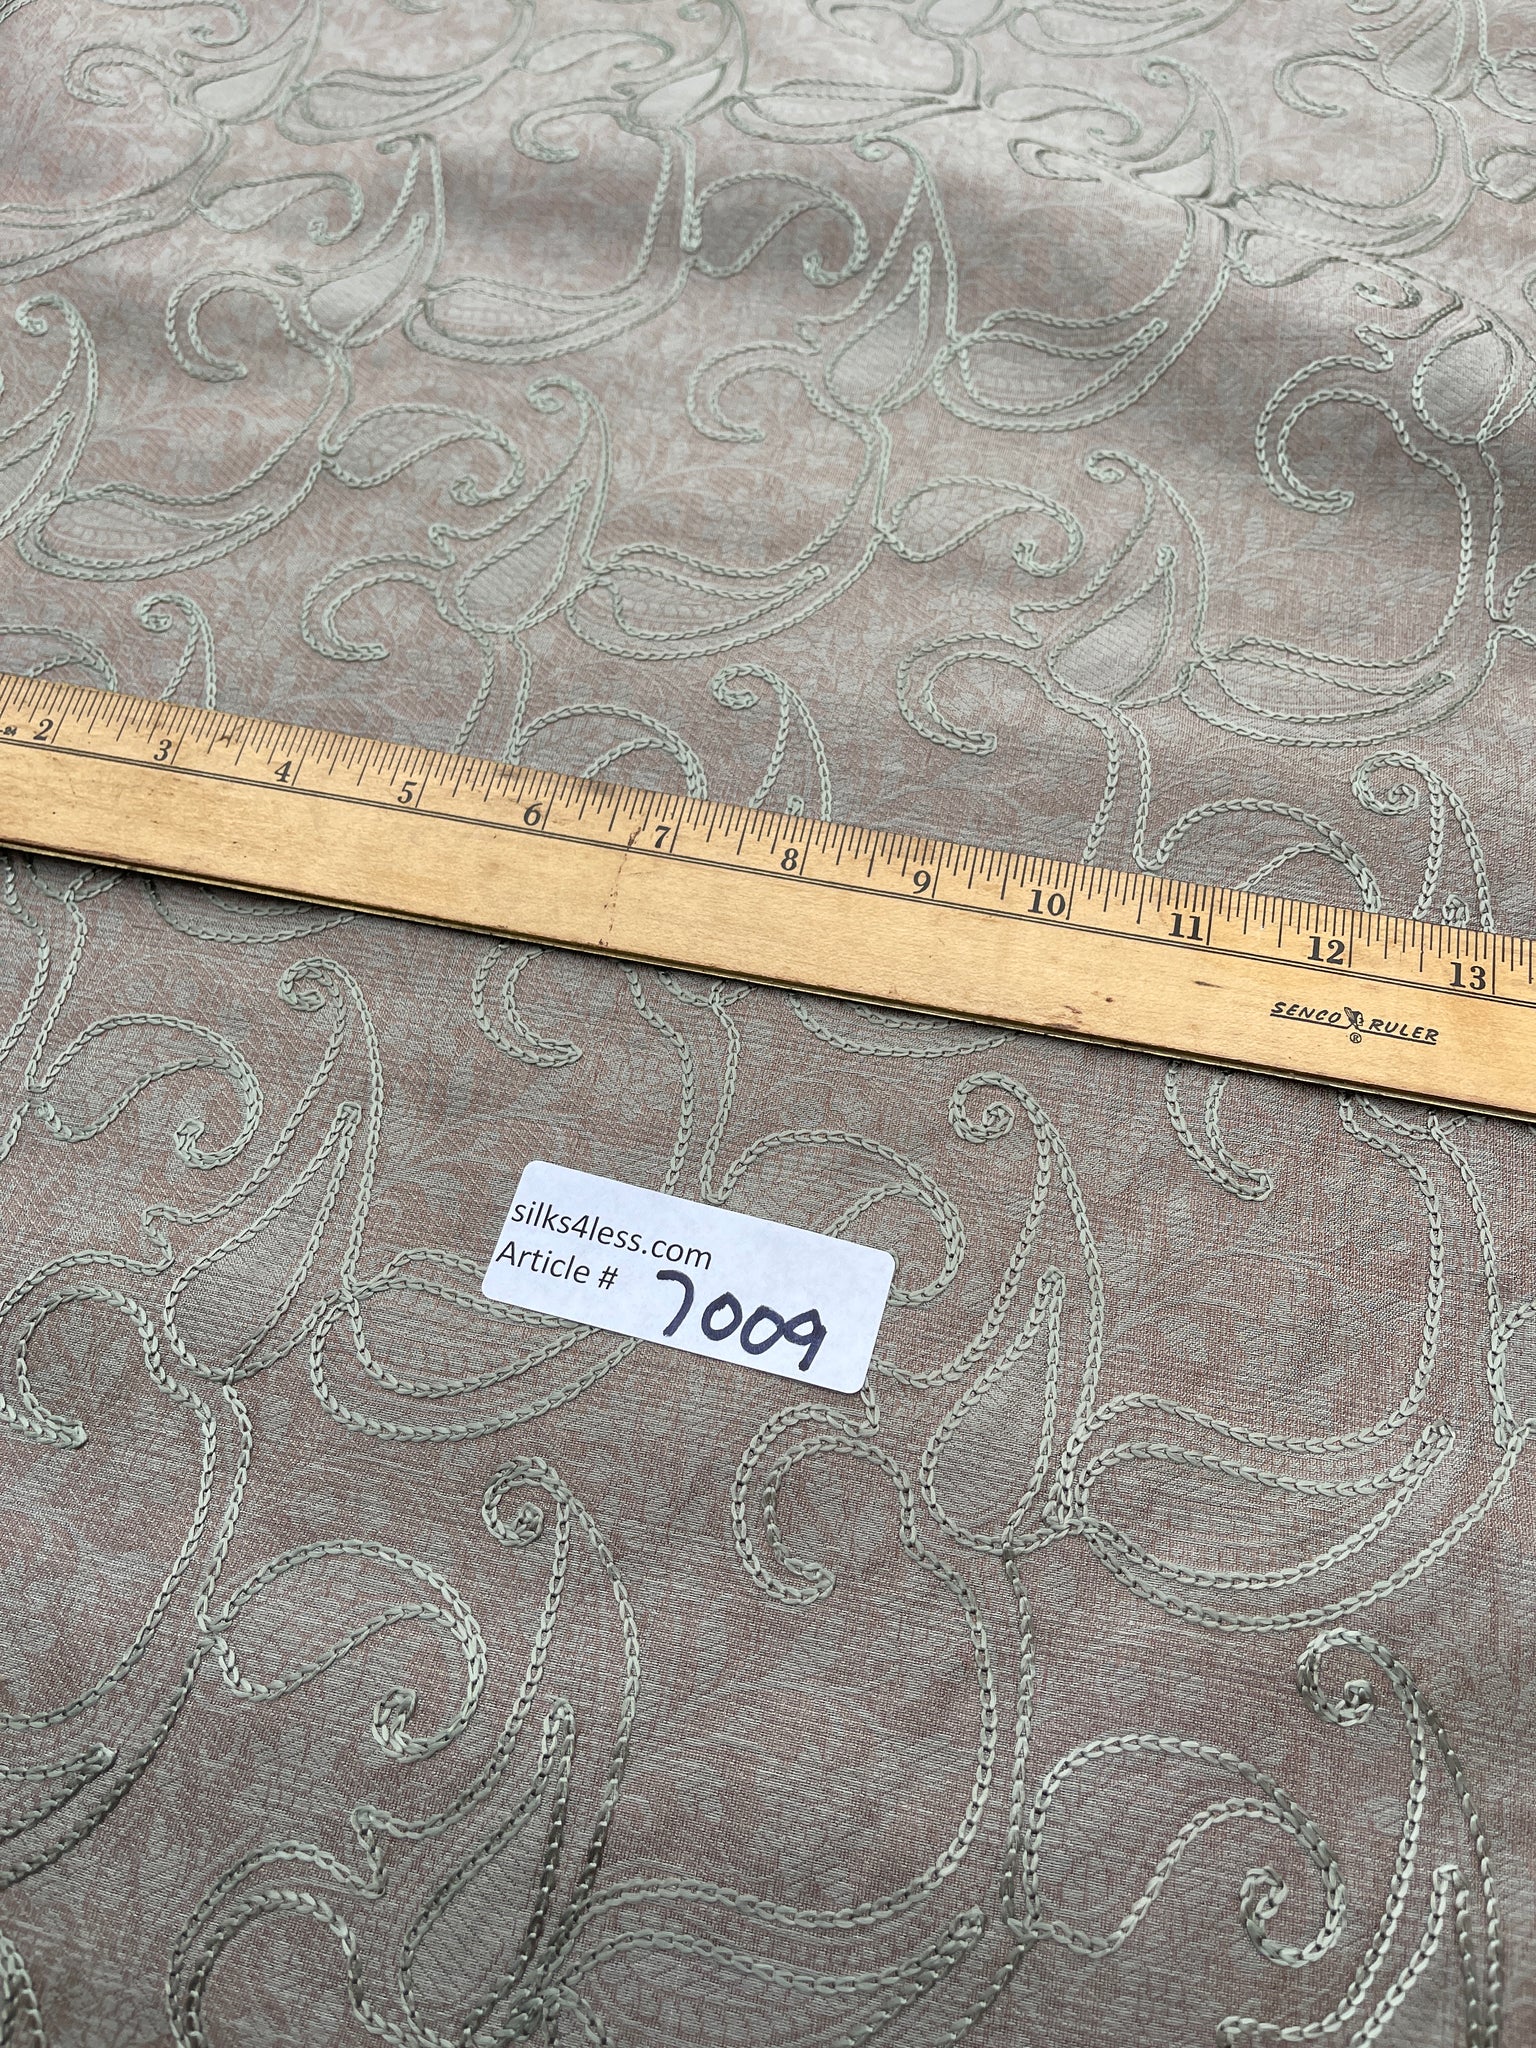 2 3 4 5 6 7 8 9 10 11 12 13
SENCO RULER
®
silks4less.com
Article # 7009